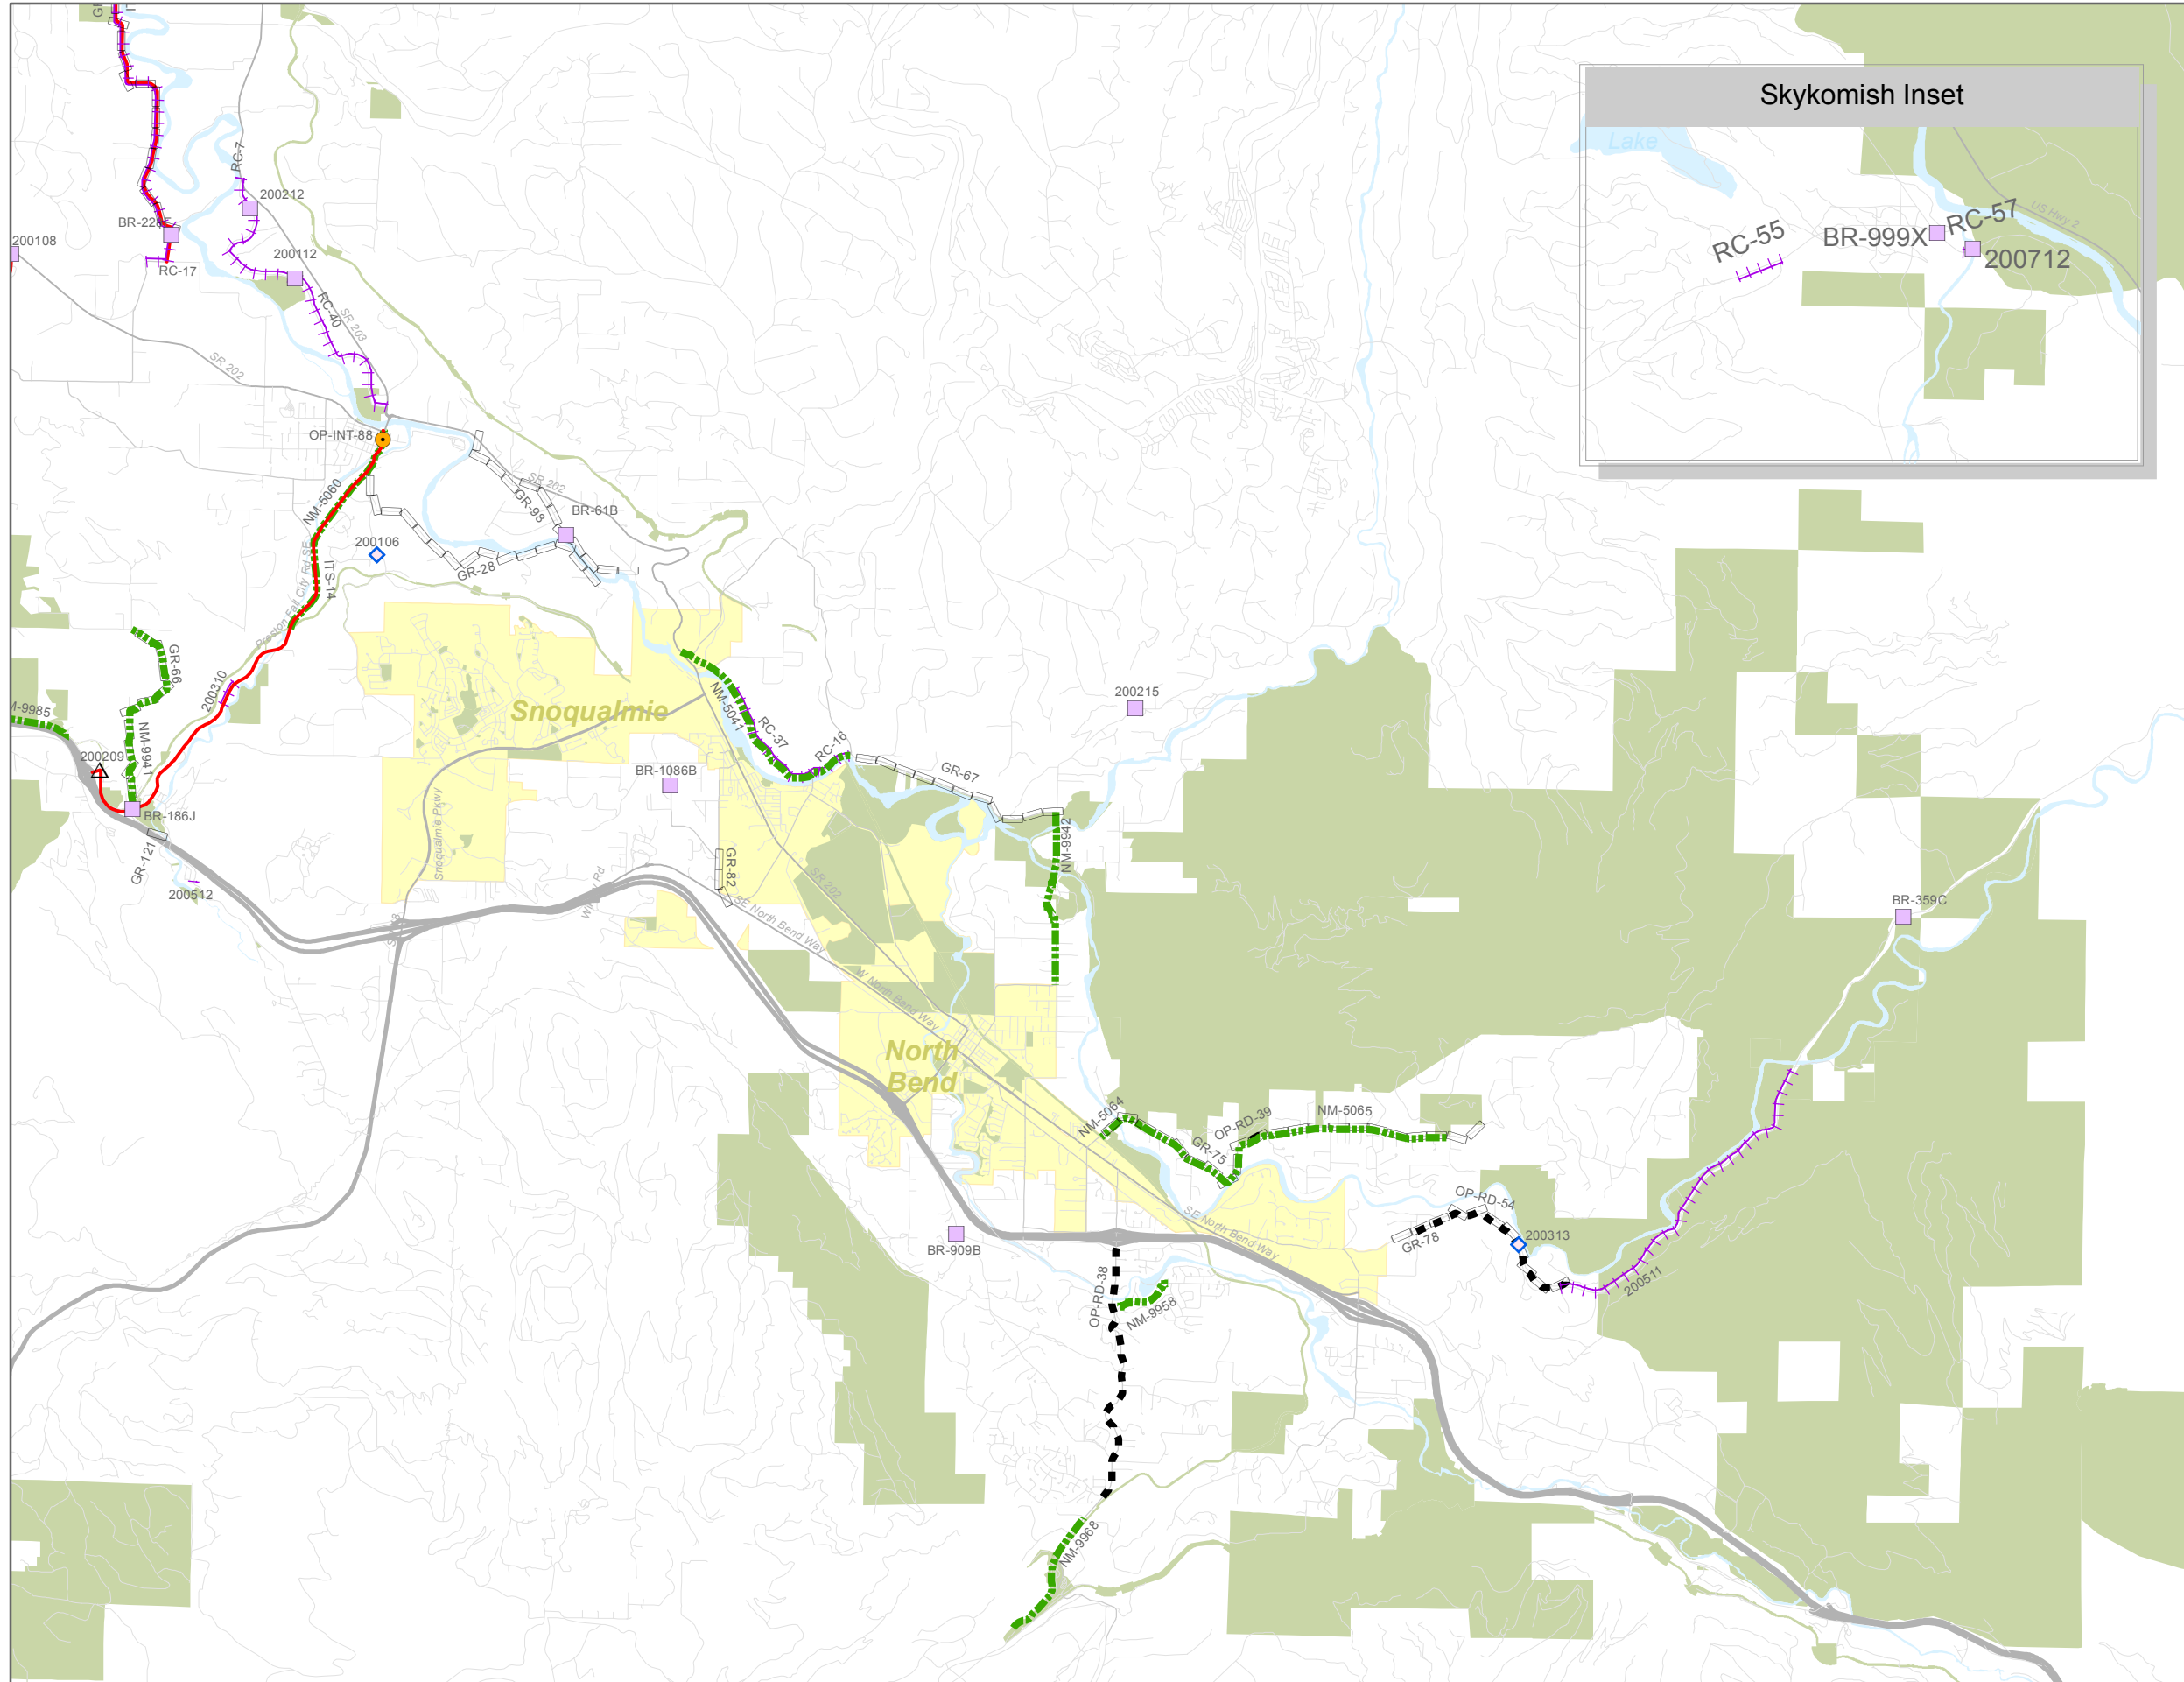 Skykomish Inset
Lake
RC-55
BR-999X
RC-57
200712
US Hwy 2
RC-7
200212
BR-228E
200108
200112
RC-17
RC-40
SR 203
SR 202
OP-INT-88
SR 202
GR-98
NM-5060
BR-61B
200106
GR-28
ITS-14
Preston Fall City Rd SE
GR-66
200310
NM-5041
Snoqualmie
200215
RC-37
RC-16
NM-9941
200209
GR-67
BR-1086B
BR-186J
Snoqualmie Pkwy
GR-121
NM-9942
GR-82
SR 202
200512
SE North Bend Way
BR-359C
W North Bend Way
North
Bend
NM-5064
OP-RD-39
NM-5065
GR-75
OP-RD-54
SE North Bend Way
200313
GR-78
BR-909B
OP-RD-38
200511
NM-9958
NM-9968